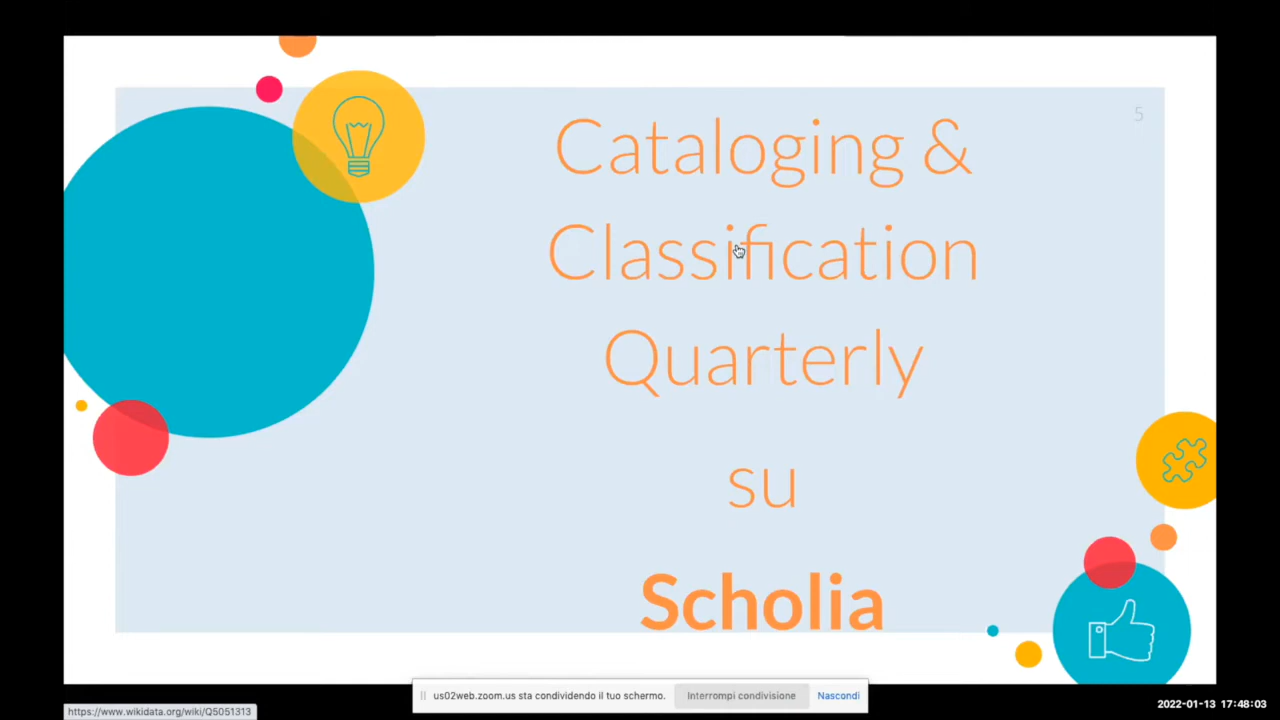 5
Cataloging &
Classification
Quarterly
su
Scholia
us02web.zoom.us sta condividendo il tuo schermo. Interrompi condivisione Nascondi
https://www.wikidata.org/wiki/Q5051313
2022-01-13 17:48:03